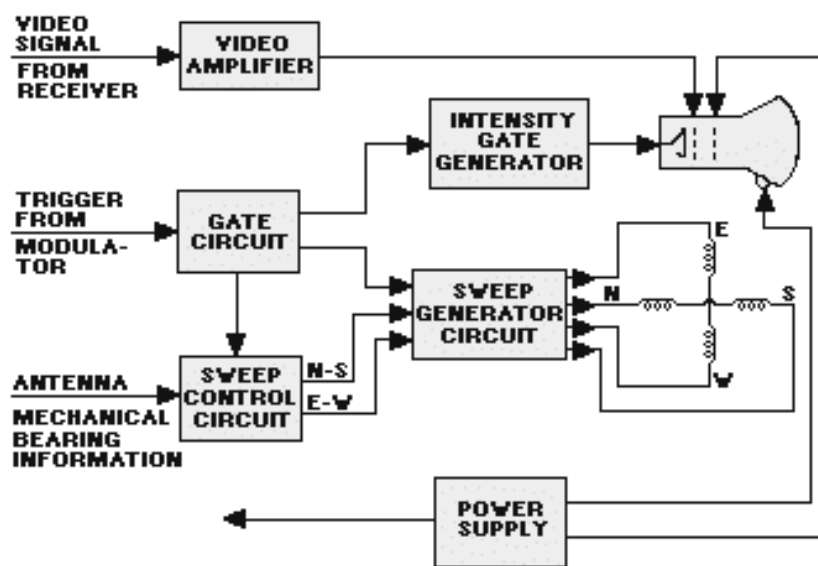 VIDEO
SIGNAL
FROM
RECEIVER
VIDEO
AMPLIFIER
INTENSITY
GATE
GENERATOR
TRIGGER
FROM
MODULA-
TOR
GATE
CIRCUIT
SWEEP
GENERATOR
CIRCUIT
E
N
S
W
ANTENNA
MECHANICAL
BEARING
INFORMATION
SWEEP
CONTROL
CIRCUIT
N-S
E-W
POWER
SUPPLY